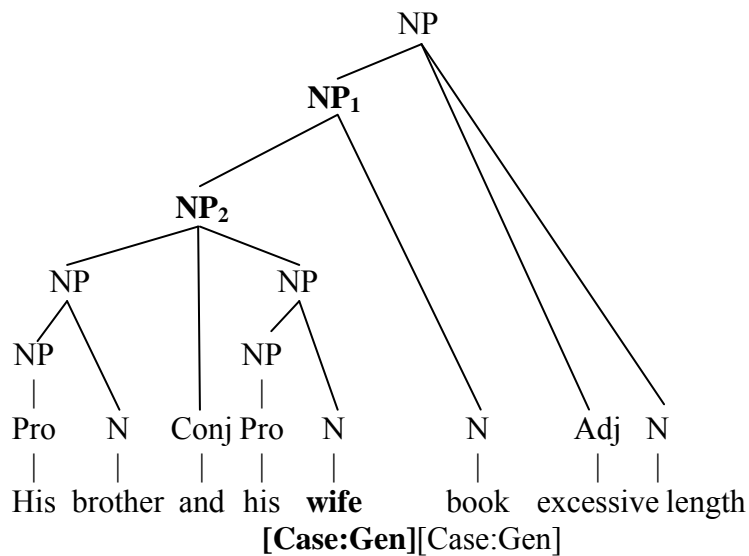 NP
NP₁
NP₂
NP NP
NP NP
Pro N Conj Pro N N Adj N
His brother and his wife book excessive length
[Case:Gen][Case:Gen]